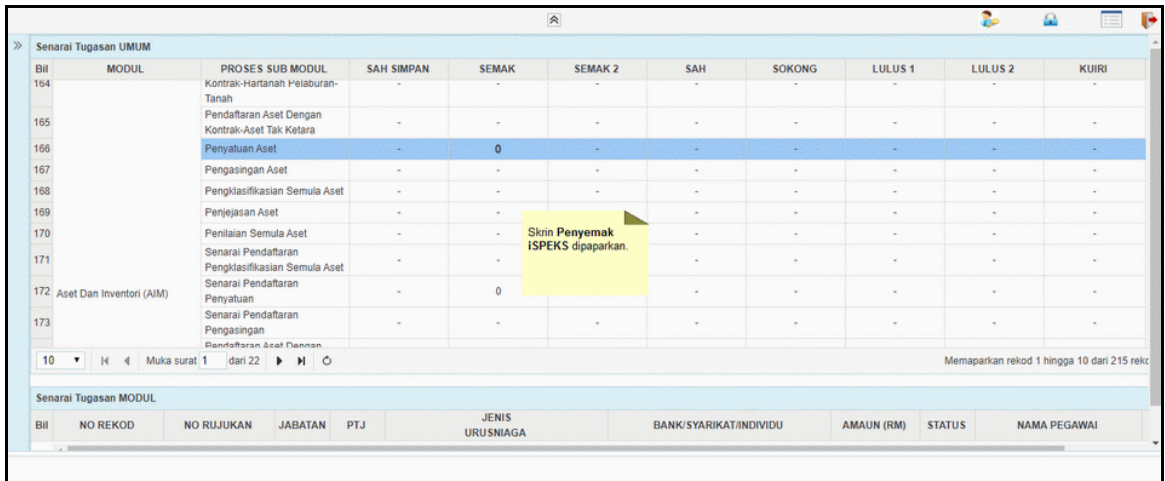 Senarai Tugasan UMUM
Bil MODUL PROSES SUB MODUL SAH SIMPAN SEMAK SEMAK 2 SAH SOKONG LULUS 1 LULUS 2 KUIRI
164 Kontrak-Hartanah Pelaburan- - - - - - - - -
Tanah
Pendaftaran Aset Dengan
165 - - - - - - - -
Kontrak-Aset Tak Ketara
166 Penyatuan Aset - 0 - - - - - -
167 Pengasingan Aset - - - - - - - -
168 Pengklasifikasian Semula Aset - - - - - - - -
169 Penjejasan Aset - - - - - - -
170 Penilaian Semula Aset - - - - - - -
Skrin Penyemak
iSPEKS dipaparkan.
Senarai Pendaftaran
171 - - - - - - -
Pengklasifikasian Semula Aset
Senarai Pendaftaran
172 Aset Dan Inventori (AIM) - 0 - - - - -
Penyatuan
Senarai Pendaftaran
173 - - - - - - - -
Pengasingan
Pendaftaran Aset Dengan
10 Muka surat 1 dari 22 Memaparkan rekod 1 hingga 10 dari 215 reko
Senarai Tugasan MODUL
Bil NO REKOD NO RUJUKAN JABATAN PTJ JENIS URUSNIAGA BANK/SYARIKAT/INDIVIDU AMAUN (RM) STATUS NAMA PEGAWAI